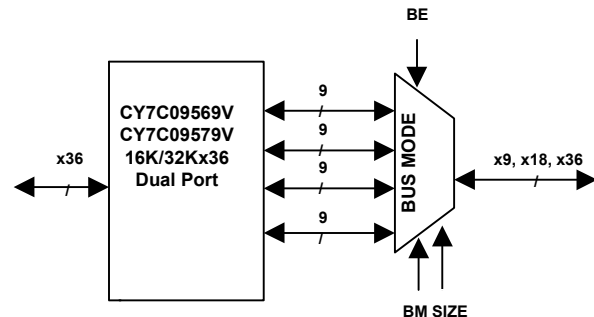 BE
CY7C09569V
CY7C09579V
16K/32Kx36
Dual Port
x36
9
9
9
9
BUS MODE
x9, x18, x36
BM SIZE